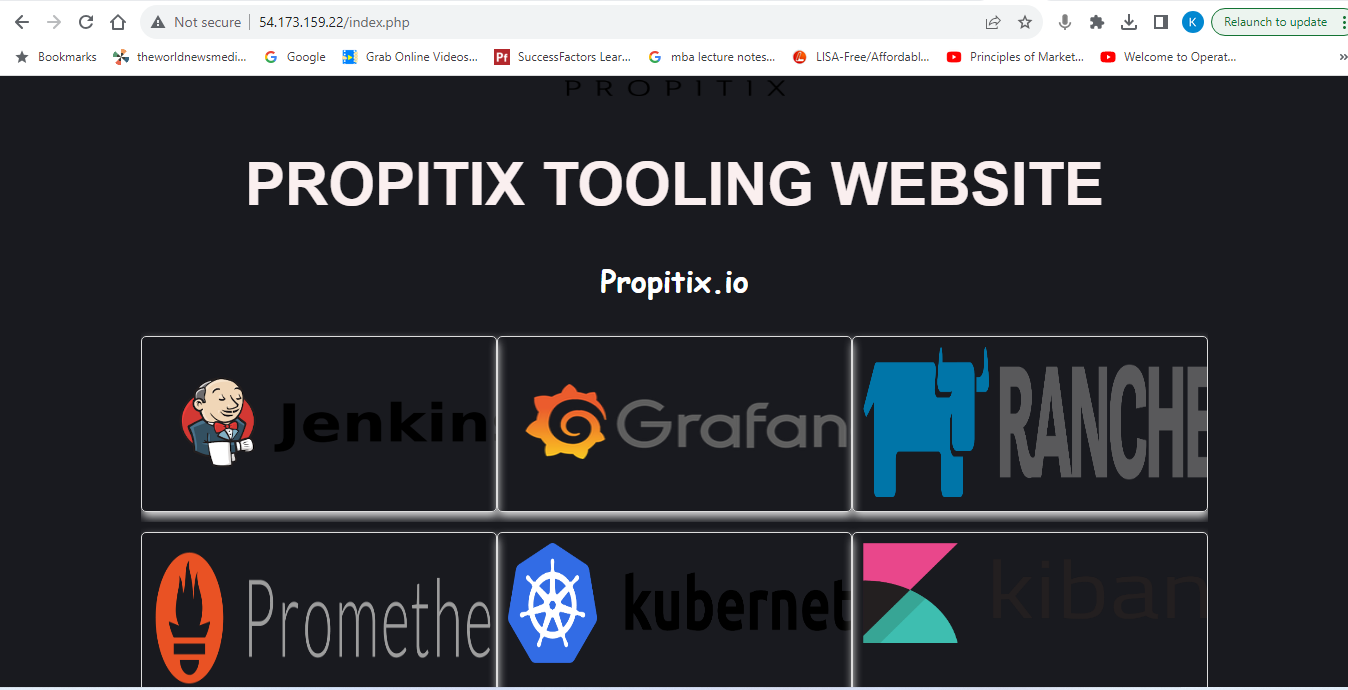 Not secure | 54.173.159.22/index.php K Relaunch to update
Bookmarks theworldnewsmedi... Google Grab Online Videos... Pf SuccessFactors Lear... mba lecture notes... LISA-Free/Affordabl... Principles of Market... Welcome to Operat... »
PROPITIX
PROPITIX TOOLING WEBSITE
Propitix.io
Jenkin Grafan RANCHE
Promethe kubernet kiban